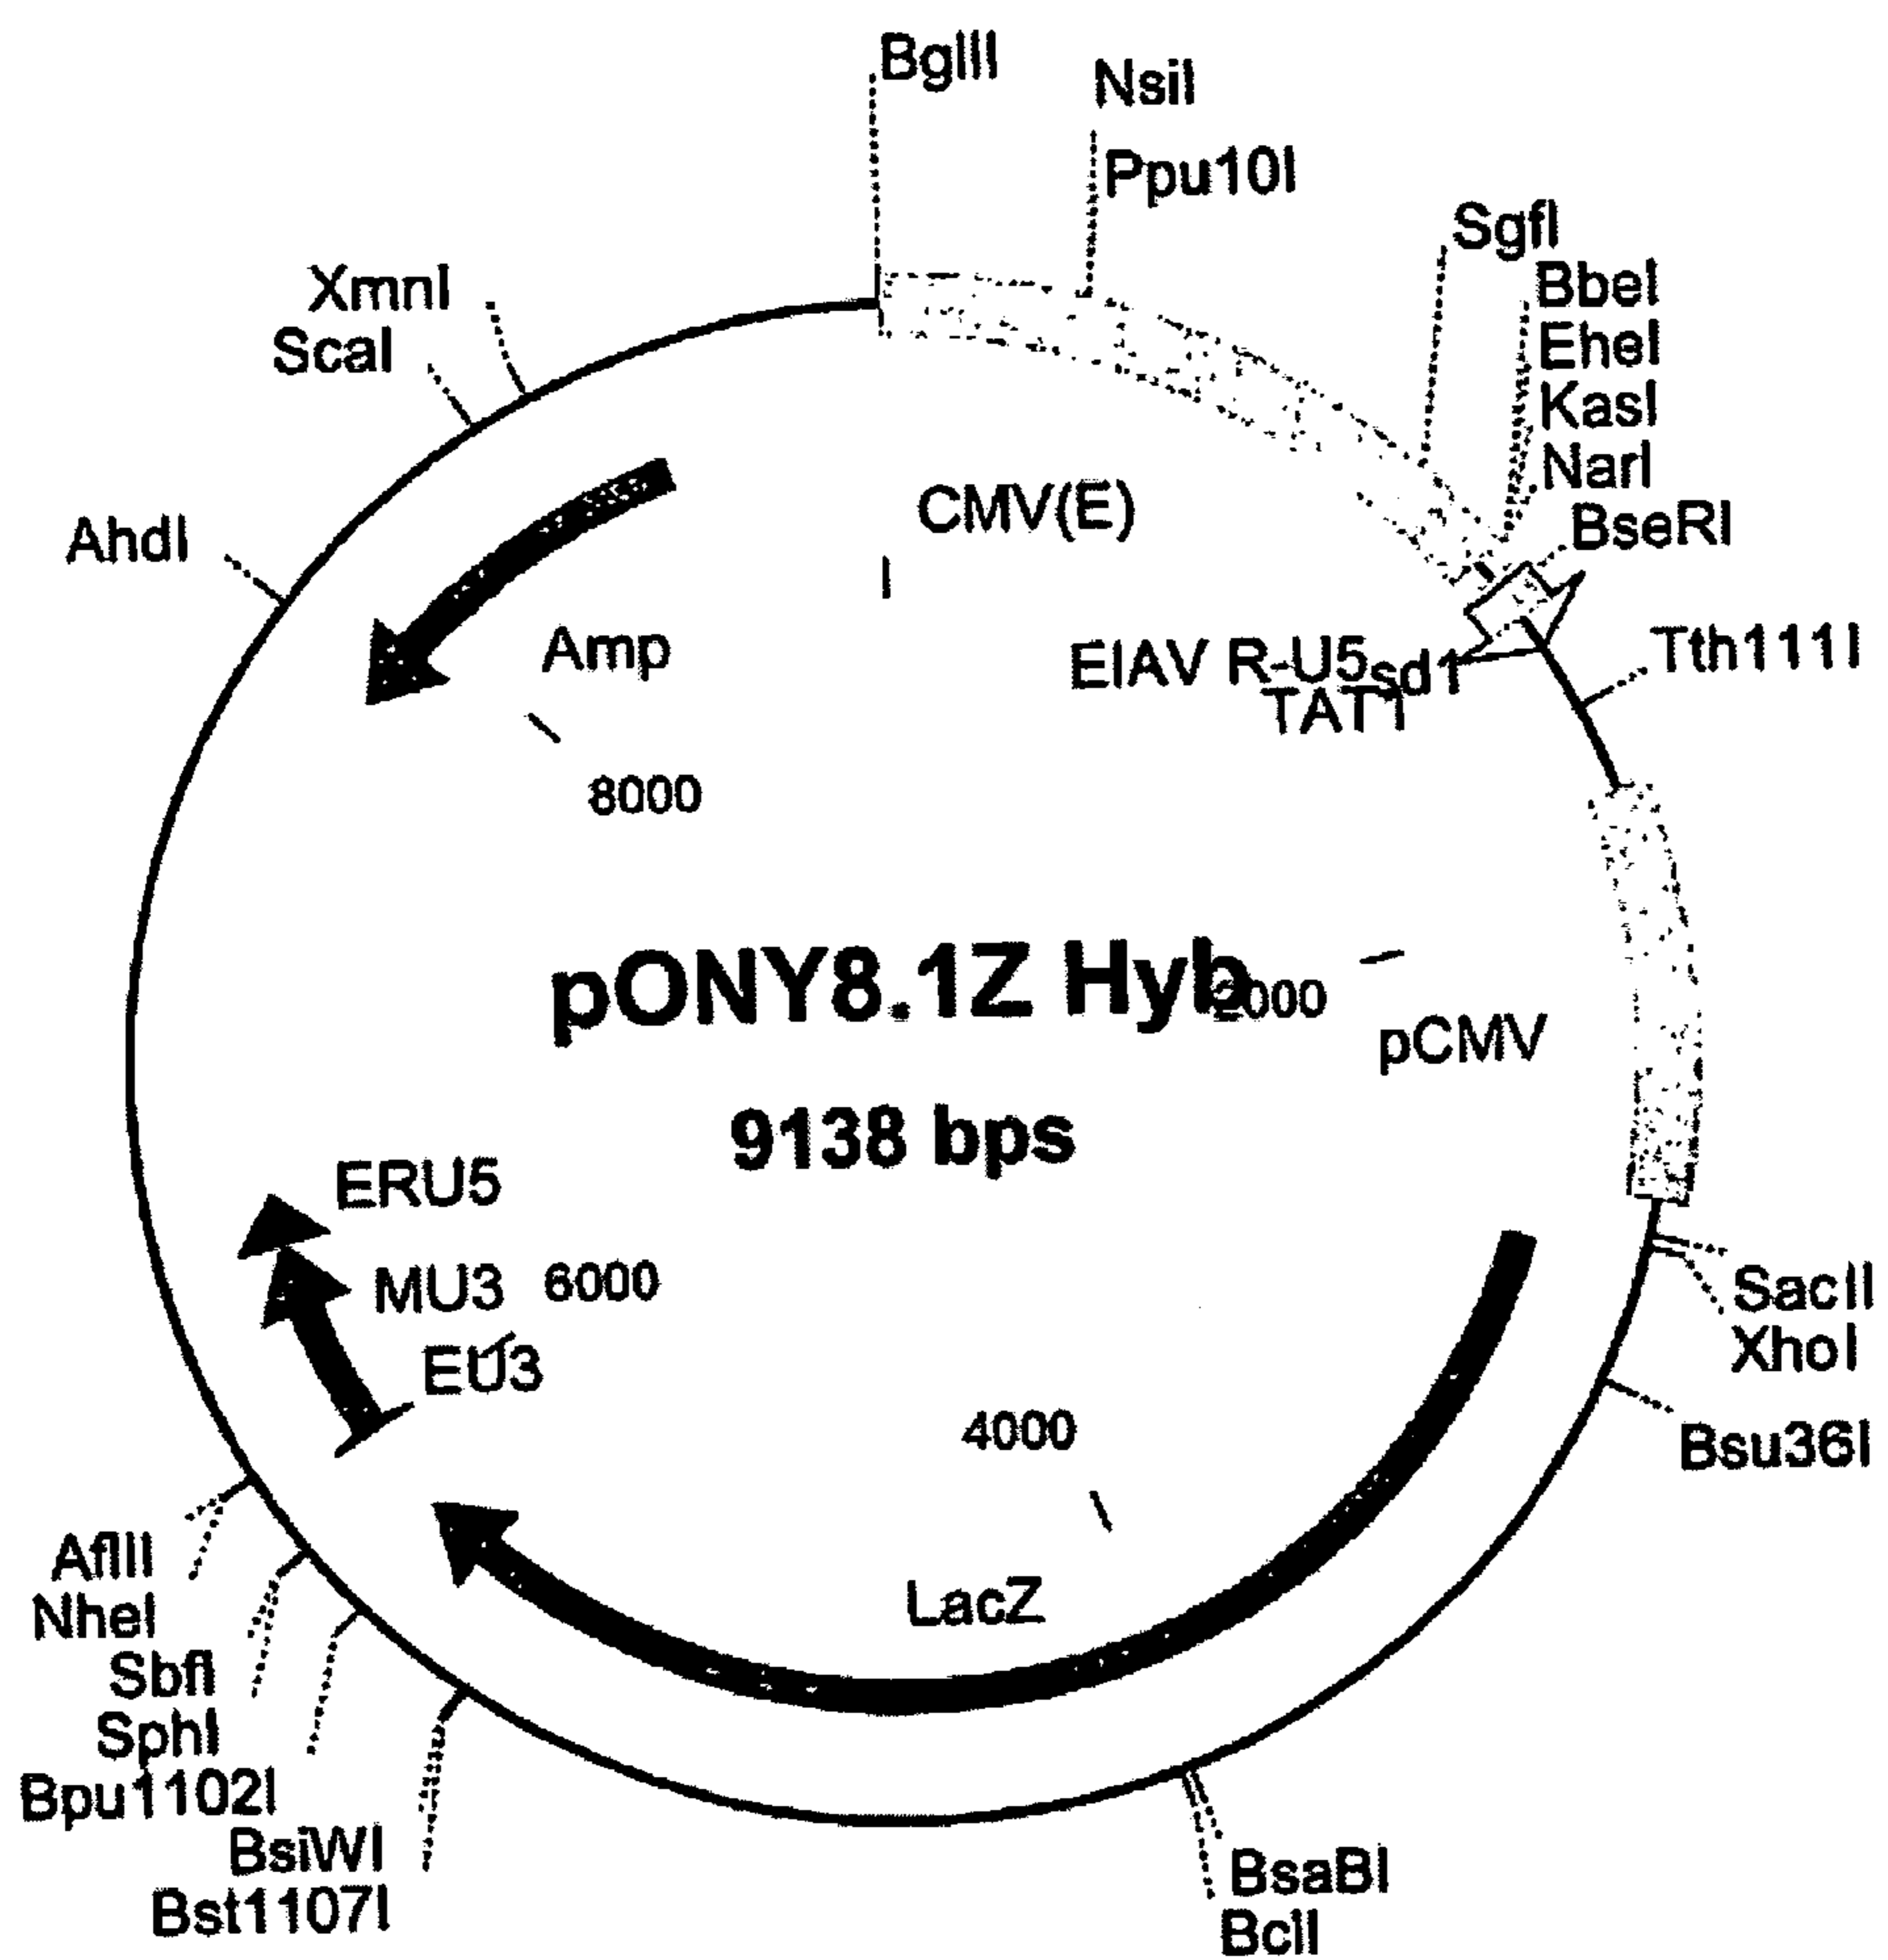 BglII
NsiI
Ppu10I
SgfI
BbeI
EheI
KasI
NarI
BseRI
XmnI
ScaI
AhdI
CMV(E)
Amp
EIAV R-U5
sd1
TAT1
Tth111I
8000
pONY8.1Z Hyb
2000
pCMV
9138 bps
ERU5
MU3
6000
EU3
SacII
XhoI
Bsu36I
4000
LacZ
AflII
NheI
SbfI
SphI
Bpu1102I
BsiWI
Bst1107I
BsaBI
BclI